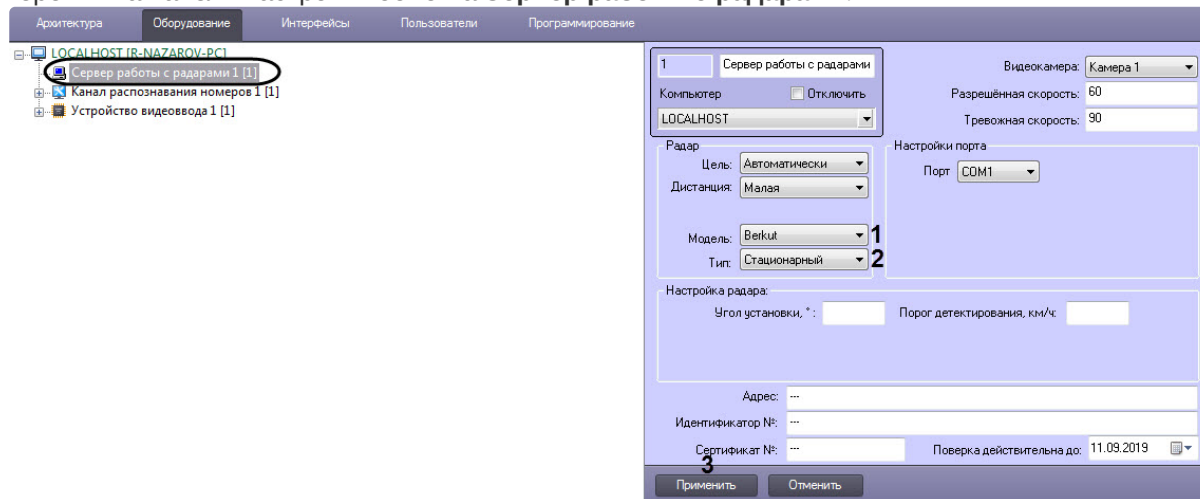 Архитектура Оборудование Интерфейсы Пользователи Программирование
LOCALHOST [R-NAZAROV-PC]
Сервер работы с радарами 1 [1]
Канал распознавания номеров 1 [1]
Устройство видеоввода 1 [1]
1 Сервер работы с радарами
Компьютер Отключить
LOCALHOST
Видеокамера: Камера 1
Разрешённая скорость: 60
Тревожная скорость: 90
Радар
Цель: Автоматически
Дистанция: Малая
Модель: Berkut 1
Тип: Стационарный 2
Настройки порта
Порт COM1
Настройка радара:
Угол установки, ° : Порог детектирования, км/ч:
Адрес: ---
Идентификатор №: ---
Сертификат №: --- Поверка действительна до: 11.09.2019
3
Применить Отменить